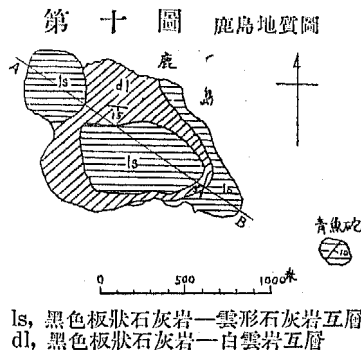 第十圖 鹿島地質圖
A
ls
dl
鹿
島
15
ls
ls
B
青魚砣
10
0 500 1000米
ls, 黑色板狀石灰岩—雲形石灰岩互層
dl, 黑色板狀石灰岩—白雲岩互層